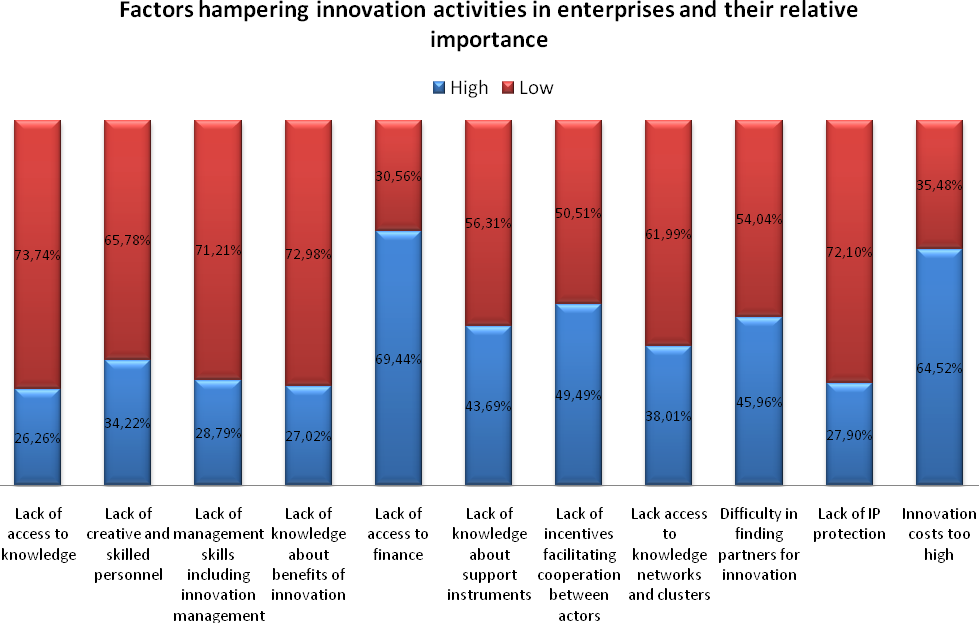 Factors hampering innovation activities in enterprises and their relative
importance
High Low
30,56%
35,48%
50,51%
54,04%
56,31%
61,99%
65,78%
71,21%
72,10%
72,98%
73,74%
69,44%
64,52%
49,49%
45,96%
43,69%
38,01%
34,22%
28,79%
27,02%
26,26%
27,90%
Lack of
access to
knowledge
Lack of
creative and
skilled
personnel
Lack of
management
skills
including
innovation
management
Lack of
knowledge
about
benefits of
innovation
Lack of
access to
finance
Lack of
knowledge
about
support
instruments
Lack of
incentives
facilitating
cooperation
between
actors
Lack access
to
knowledge
networks
and clusters
Difficulty in
finding
partners for
innovation
Lack of IP
protection
Innovation
costs too
high